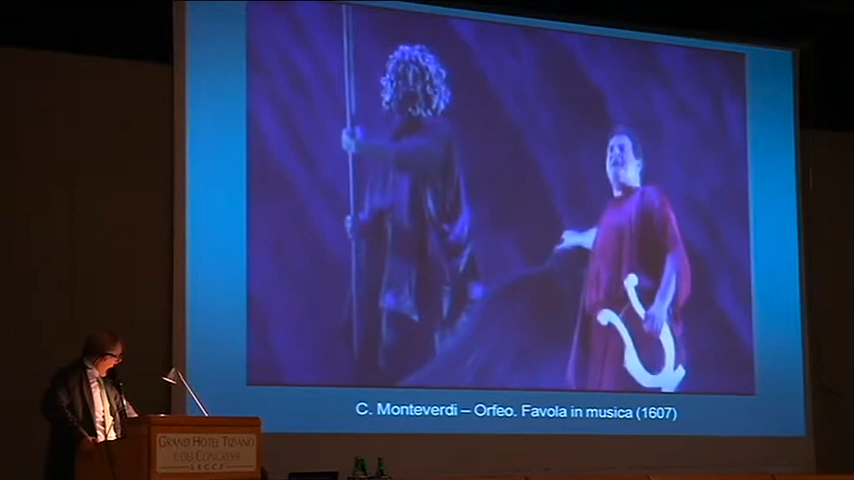 C. Monteverdi – Orfeo. Favola in musica (1607)
GRAND HOTEL TIZIANO
E DEI CONGRESSI
LECCE